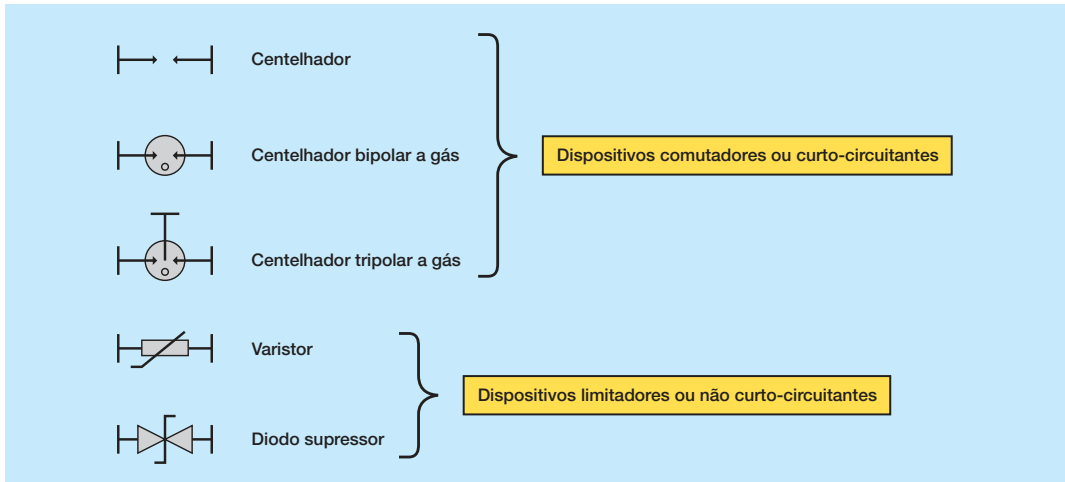 Centelhador
Centelhador bipolar a gás
Dispositivos comutadores ou curto-circuitantes
Centelhador tripolar a gás
Varistor
Dispositivos limitadores ou não curto-circuitantes
Diodo supressor